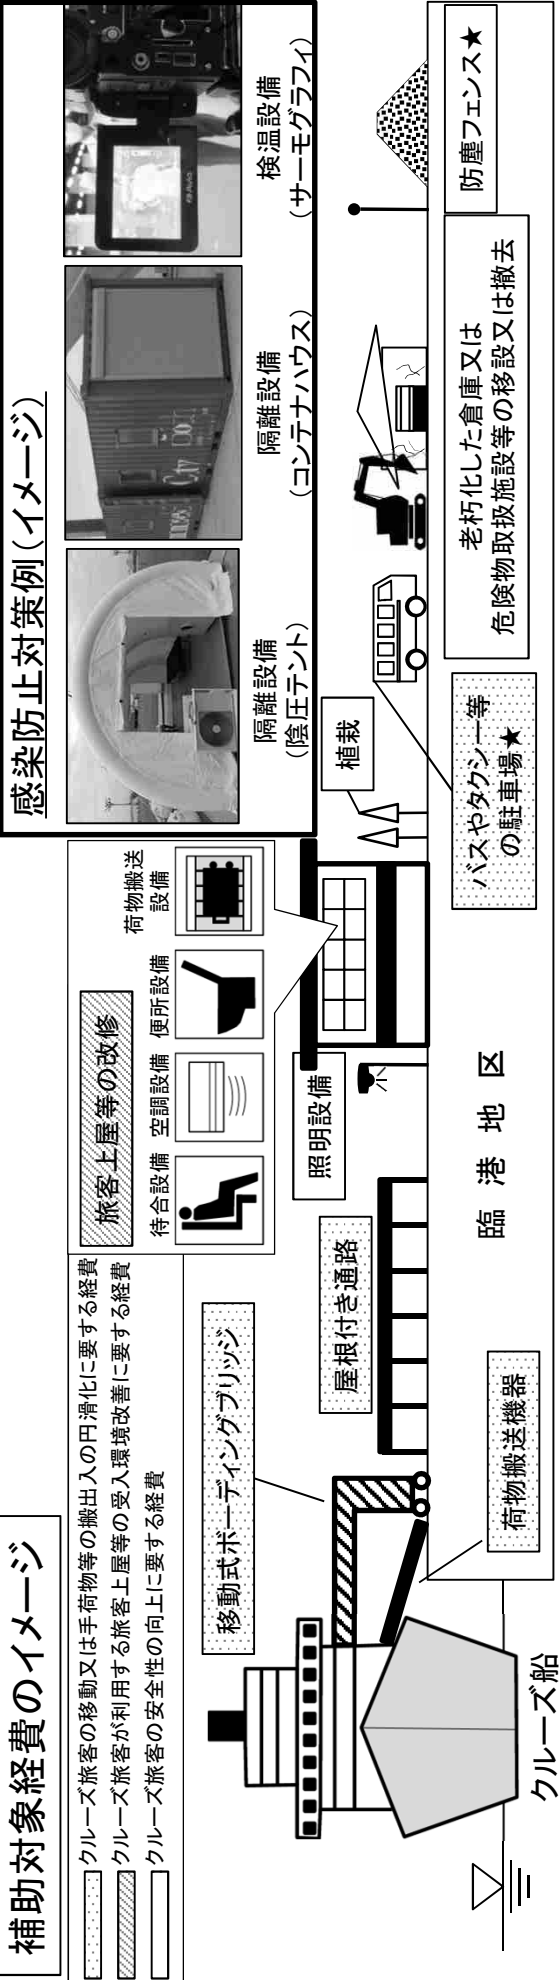 補助対象経費のイメージ
クルーズ旅客の移動又は手荷物等の搬出入の円滑化に要する経費
クルーズ旅客が利用する旅客上屋等の受入環境改善に要する経費
クルーズ旅客の安全性の向上に要する経費
旅客上屋等の改修
待合設備
空調設備
便所設備
荷物搬送
設備
感染防止対策例（イメージ）
隔離設備
（陰圧テント）
隔離設備
（コンテナハウス）
検温設備
（サーモグラフィ）
移動式ボーディングブリッジ
屋根付き通路
照明設備
植栽
クルーズ船
荷物搬送機器
臨港地区
バスやタクシー等
の駐車場★
老朽化した倉庫又は
危険物取扱施設等の移設又は撤去
防塵フェンス★